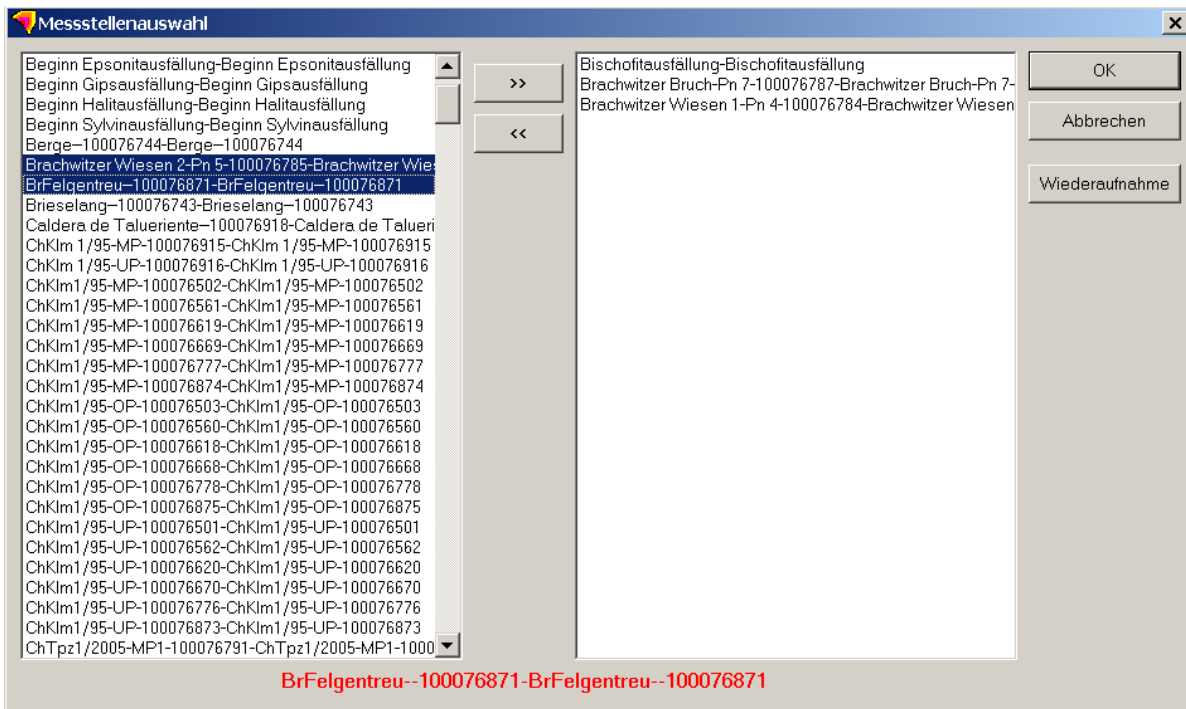 Messstellenauswahl
Beginn Epsonitausfällung-Beginn Epsonitausfällung
Beginn Gipsausfällung-Beginn Gipsausfällung
Beginn Halitausfällung-Beginn Halitausfällung
Beginn Sylvinausfällung-Beginn Sylvinausfällung
Berge--100076744-Berge--100076744
Brachwitzer Wiesen 2-Pn 5-100076785-Brachwitzer Wies
BrFelgentreu--100076871-BrFelgentreu--100076871
Brieselang--100076743-Brieselang--100076743
Caldera de Talueriente--100076918-Caldera de Talueri
ChKlm 1/95-MP-100076915-ChKlm 1/95-MP-100076915
ChKlm 1/95-UP-100076916-ChKlm 1/95-UP-100076916
ChKlm1/95-MP-100076502-ChKlm1/95-MP-100076502
ChKlm1/95-MP-100076561-ChKlm1/95-MP-100076561
ChKlm1/95-MP-100076619-ChKlm1/95-MP-100076619
ChKlm1/95-MP-100076669-ChKlm1/95-MP-100076669
ChKlm1/95-MP-100076777-ChKlm1/95-MP-100076777
ChKlm1/95-MP-100076874-ChKlm1/95-MP-100076874
ChKlm1/95-OP-100076503-ChKlm1/95-OP-100076503
ChKlm1/95-OP-100076560-ChKlm1/95-OP-100076560
ChKlm1/95-OP-100076618-ChKlm1/95-OP-100076618
ChKlm1/95-OP-100076668-ChKlm1/95-OP-100076668
ChKlm1/95-OP-100076778-ChKlm1/95-OP-100076778
ChKlm1/95-OP-100076875-ChKlm1/95-OP-100076875
ChKlm1/95-UP-100076501-ChKlm1/95-UP-100076501
ChKlm1/95-UP-100076562-ChKlm1/95-UP-100076562
ChKlm1/95-UP-100076620-ChKlm1/95-UP-100076620
ChKlm1/95-UP-100076670-ChKlm1/95-UP-100076670
ChKlm1/95-UP-100076776-ChKlm1/95-UP-100076776
ChKlm1/95-UP-100076873-ChKlm1/95-UP-100076873
ChTpz1/2005-MP1-100076791-ChTpz1/2005-MP1-1000
>>
<<
Bischofitausfällung-Bischofitausfällung
Brachwitzer Bruch-Pn 7-100076787-Brachwitzer Bruch-Pn 7-
Brachwitzer Wiesen 1-Pn 4-100076784-Brachwitzer Wiesen
OK
Abbrechen
Wiederaufnahme
BrFelgentreu--100076871-BrFelgentreu--100076871